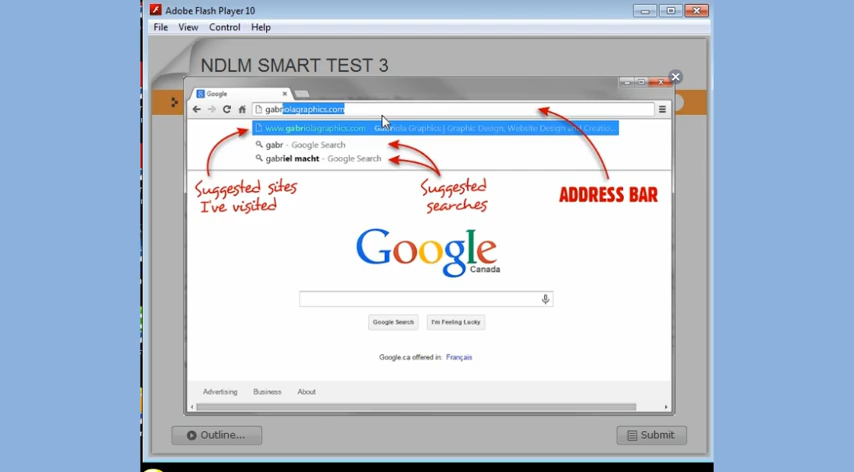 Adobe Flash Player 10
File View Control Help
NDLM SMART TEST 3
Google
gabriolagraphics.com
www.gabriolagraphics.com - Gabriola Graphics | Graphic Design, Website Design and Creatio...
gabr - Google Search
gabriel macht - Google Search
Suggested sites
I've visited
Suggested
searches
ADDRESS BAR
Google
Canada
Google Search I'm Feeling Lucky
Google.ca offered in: Français
Advertising Business About
Outline... Submit